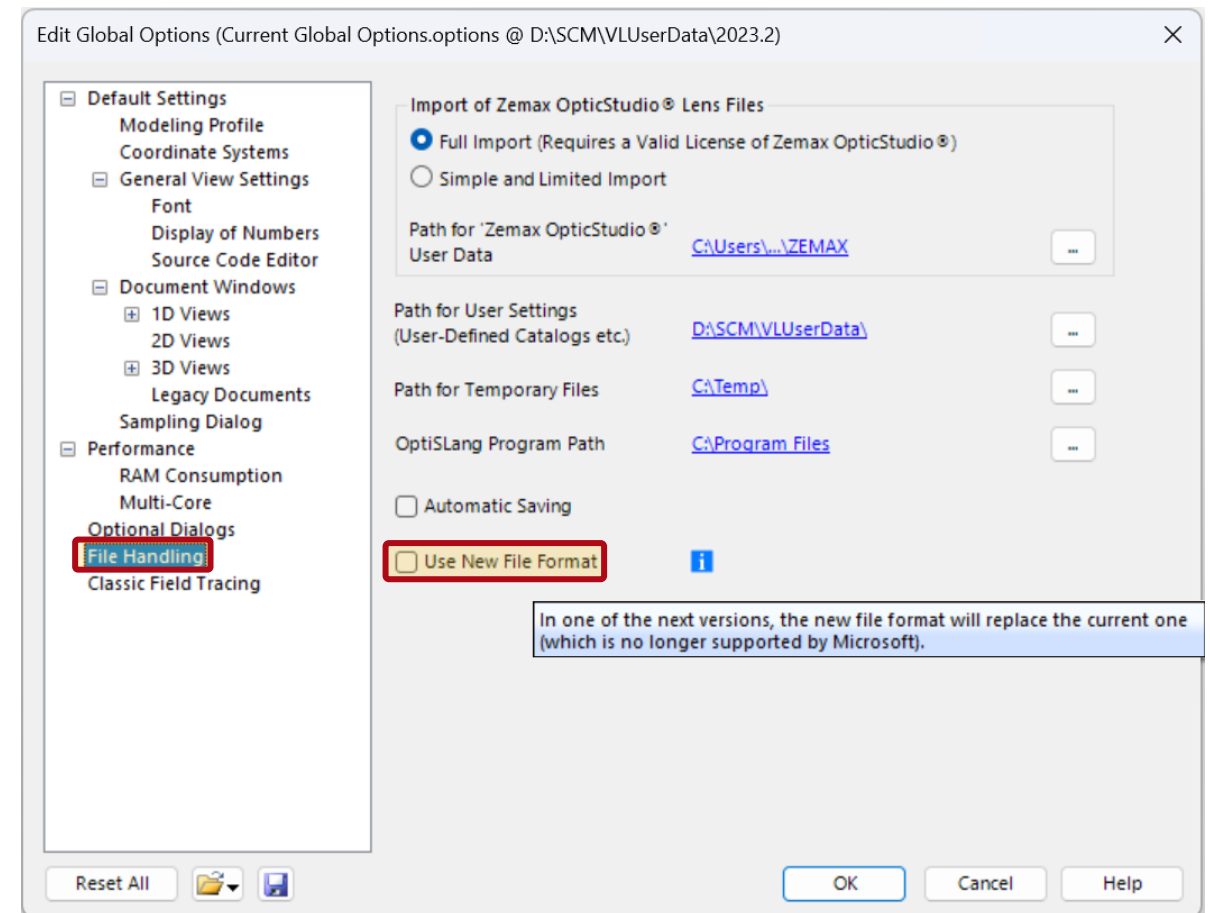 Edit Global Options (Current Global Options.options @ D:\SCM\VLUserData\2023.2)
Default Settings
Modeling Profile
Coordinate Systems
General View Settings
Font
Display of Numbers
Source Code Editor
Document Windows
1D Views
2D Views
3D Views
Legacy Documents
Sampling Dialog
Performance
RAM Consumption
Multi-Core
Optional Dialogs
File Handling
Classic Field Tracing
Import of Zemax OpticStudio® Lens Files
Full Import (Requires a Valid License of Zemax OpticStudio®)
Simple and Limited Import
Path for 'Zemax OpticStudio®'
User Data
C:\Users\...\ZEMAX
...
Path for User Settings
(User-Defined Catalogs etc.)
D:\SCM\VLUserData\
...
Path for Temporary Files
C:\Temp\
...
OptiSLang Program Path
C:\Program Files
...
Automatic Saving
Use New File Format
i
In one of the next versions, the new file format will replace the current one
(which is no longer supported by Microsoft).
Reset All
OK
Cancel
Help